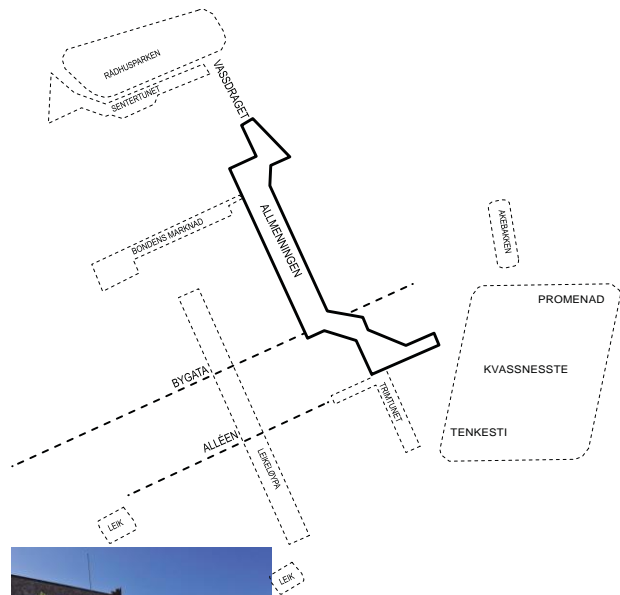 RÅDHUSPARKEN
SENTERTUNET
VASSDRAGET
ALLMENNINGEN
BONDENS MARKNAD
AKEBAKKEN
PROMENAD
KVASSNESSTE
TENKESTI
BYGATA
ALLÉEN
TRIMTUNET
LEIKELØYPA
LEIK
LEIK